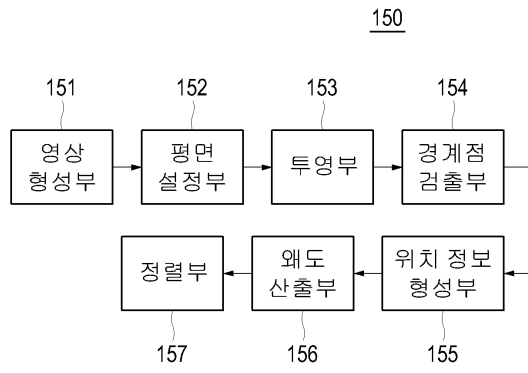 150
151
152
153
154
영상
형성부
평면
설정부
투영부
경계점
검출부
정렬부
왜도
산출부
위치 정보
형성부
157
156
155